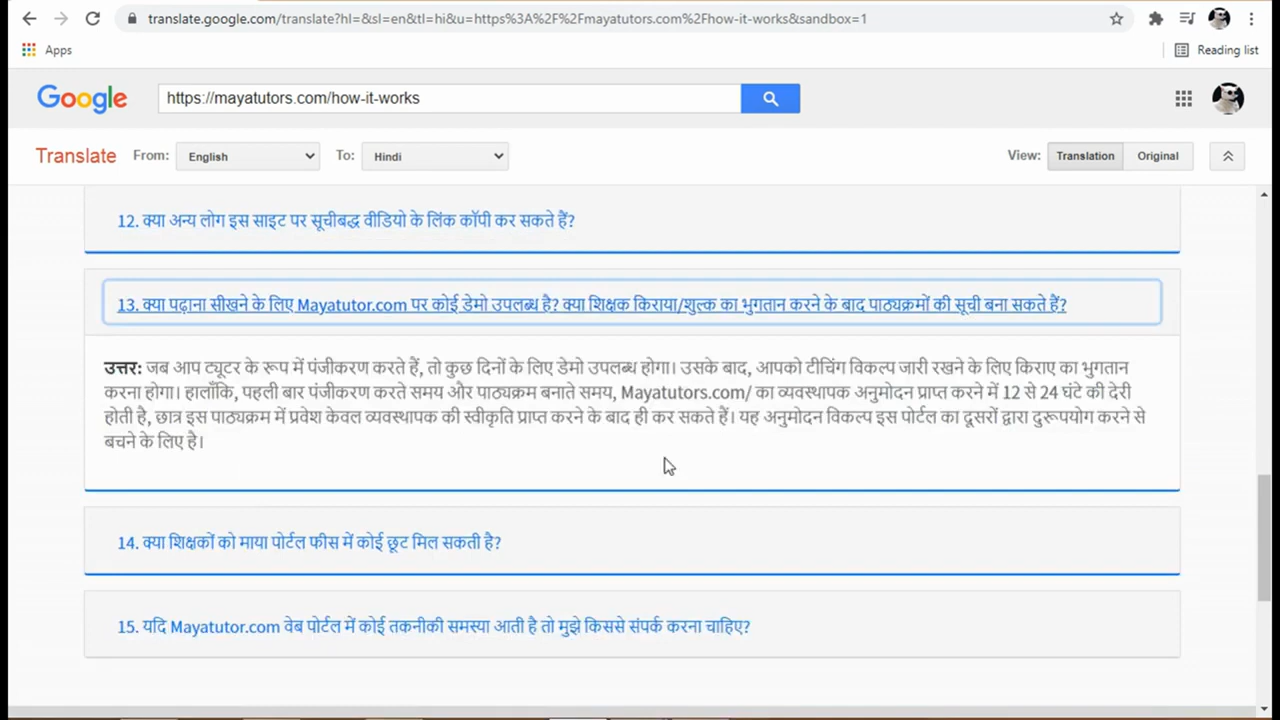 translate.google.com/translate?hl=&sl=en&tl=hi&u=https%3A%2F%2Fmayatutors.com%2Fhow-it-works&sandbox=1
Apps
Reading list
Google
https://mayatutors.com/how-it-works
Translate From: English To: Hindi View: Translation Original
12. क्या अन्य लोग इस साइट पर सूचीबद्ध वीडियो के लिंक कॉपी कर सकते हैं?
13. क्या पढ़ाना सीखने के लिए Mayatutor.com पर कोई डेमो उपलब्ध है? क्या शिक्षक किराया/शुल्क का भुगतान करने के बाद पाठ्यक्रमों की सूची बना सकते हैं?
उत्तर: जब आप ट्यूटर के रूप में पंजीकरण करते हैं, तो कुछ दिनों के लिए डेमो उपलब्ध होगा। उसके बाद, आपको टीचिंग विकल्प जारी रखने के लिए किराए का भुगतान
करना होगा। हालाँकि, पहली बार पंजीकरण करते समय और पाठ्यक्रम बनाते समय, Mayatutors.com/ का व्यवस्थापक अनुमोदन प्राप्त करने में 12 से 24 घंटे की देरी
होती है, छात्र इस पाठ्यक्रम में प्रवेश केवल व्यवस्थापक की स्वीकृति प्राप्त करने के बाद ही कर सकते हैं। यह अनुमोदन विकल्प इस पोर्टल का दूसरों द्वारा दुरूपयोग करने से
बचने के लिए है।
14. क्या शिक्षकों को माया पोर्टल फीस में कोई छूट मिल सकती है?
15. यदि Mayatutor.com वेब पोर्टल में कोई तकनीकी समस्या आती है तो मुझे किससे संपर्क करना चाहिए?